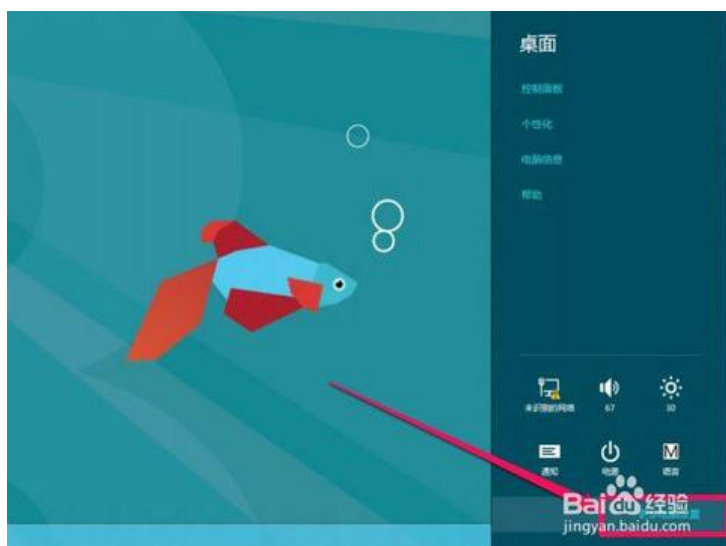 桌面
控制面板
个性化
电脑信息
帮助
未识别的网络
67
30
通知
电源
M
语言
Baidu 经验
jingyan.baidu.com